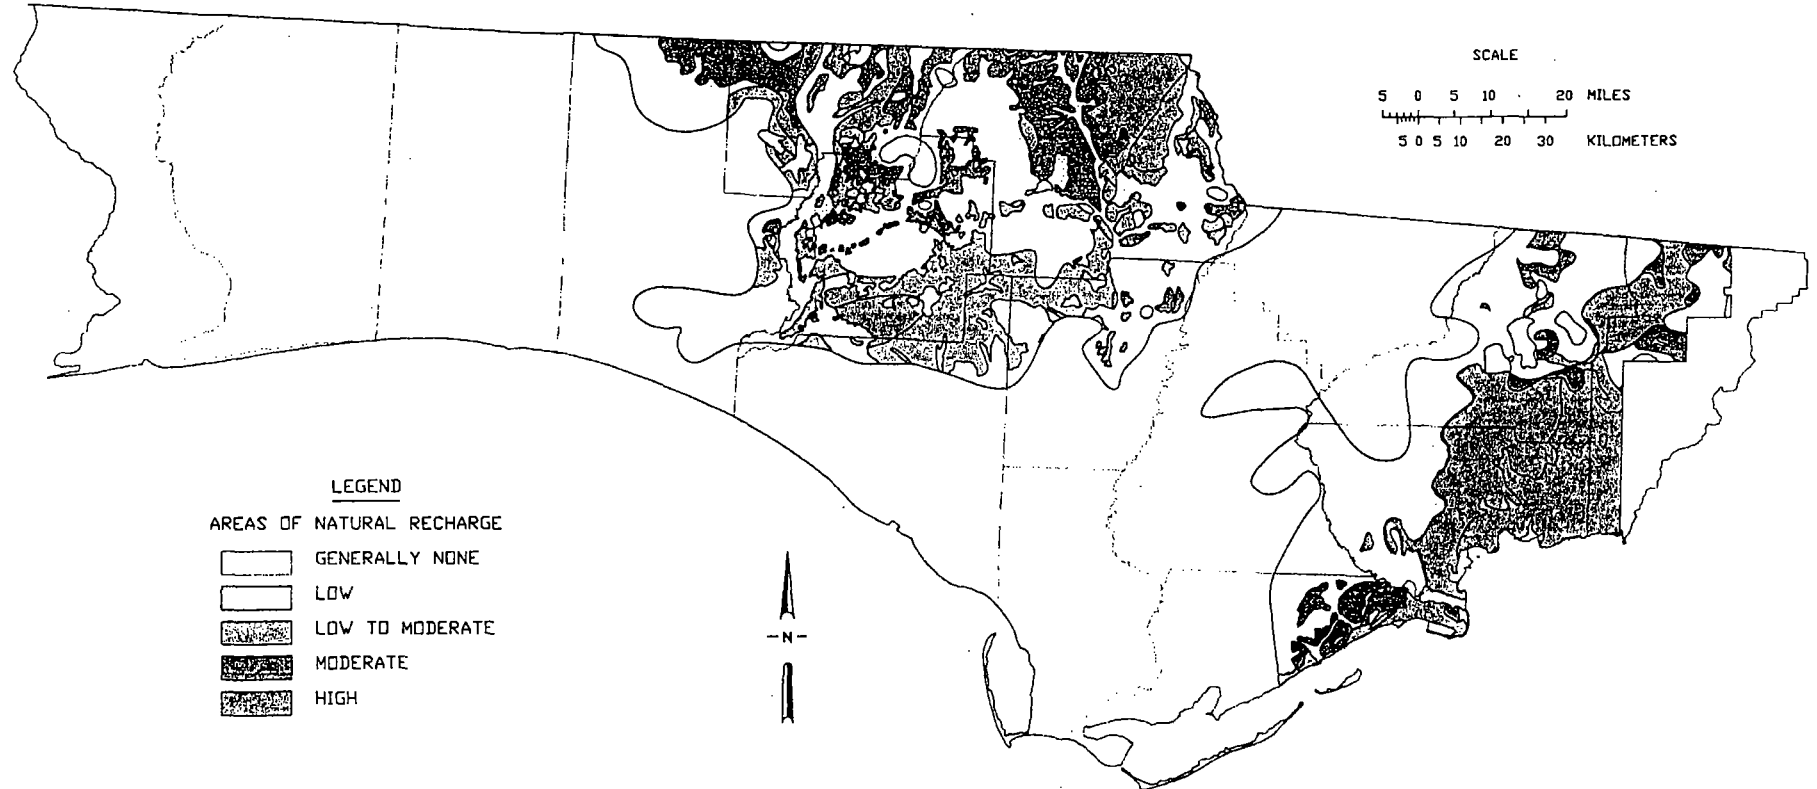 SCALE
5 0 5 10 20 MILES
5 0 5 10 20 30 KILOMETERS
LEGEND
AREAS OF NATURAL RECHARGE
GENERALLY NONE
LOW
LOW TO MODERATE
MODERATE
HIGH
-N-